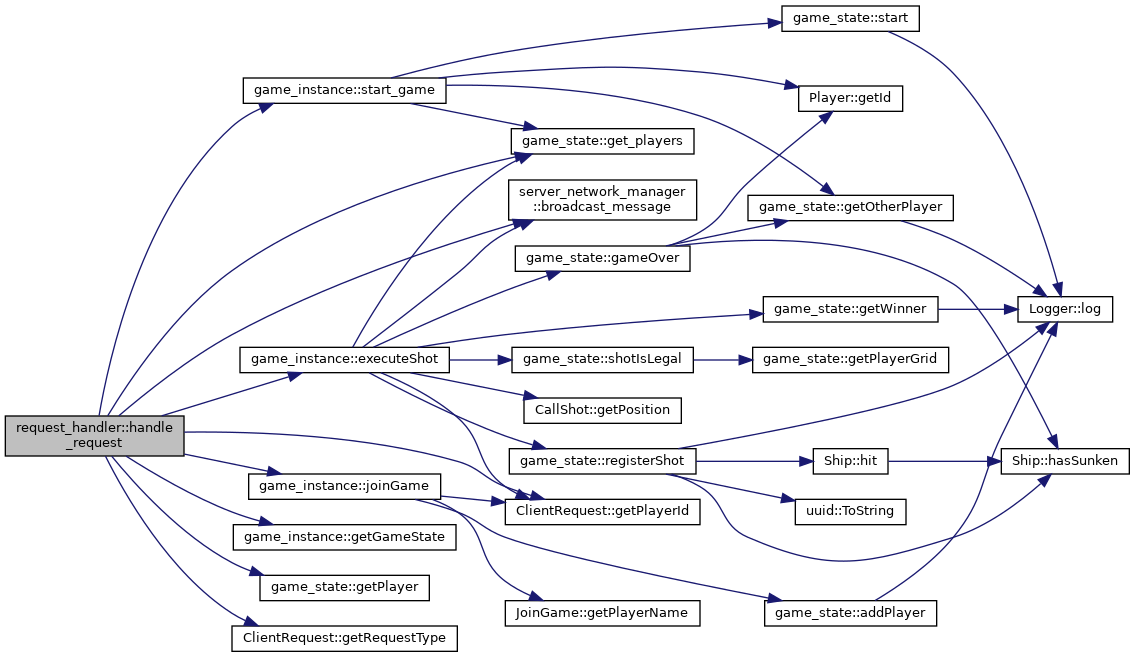 game_state::start
game_instance::start_game
Player::getId
game_state::get_players
server_network_manager
::broadcast_message
game_state::getOtherPlayer
game_state::gameOver
game_state::getWinner
Logger::log
game_instance::executeShot
game_state::shotIsLegal
game_state::getPlayerGrid
CallShot::getPosition
request_handler::handle
_request
game_state::registerShot
Ship::hit
Ship::hasSunken
game_instance::joinGame
ClientRequest::getPlayerId
uuid::ToString
game_instance::getGameState
game_state::getPlayer
JoinGame::getPlayerName
game_state::addPlayer
ClientRequest::getRequestType